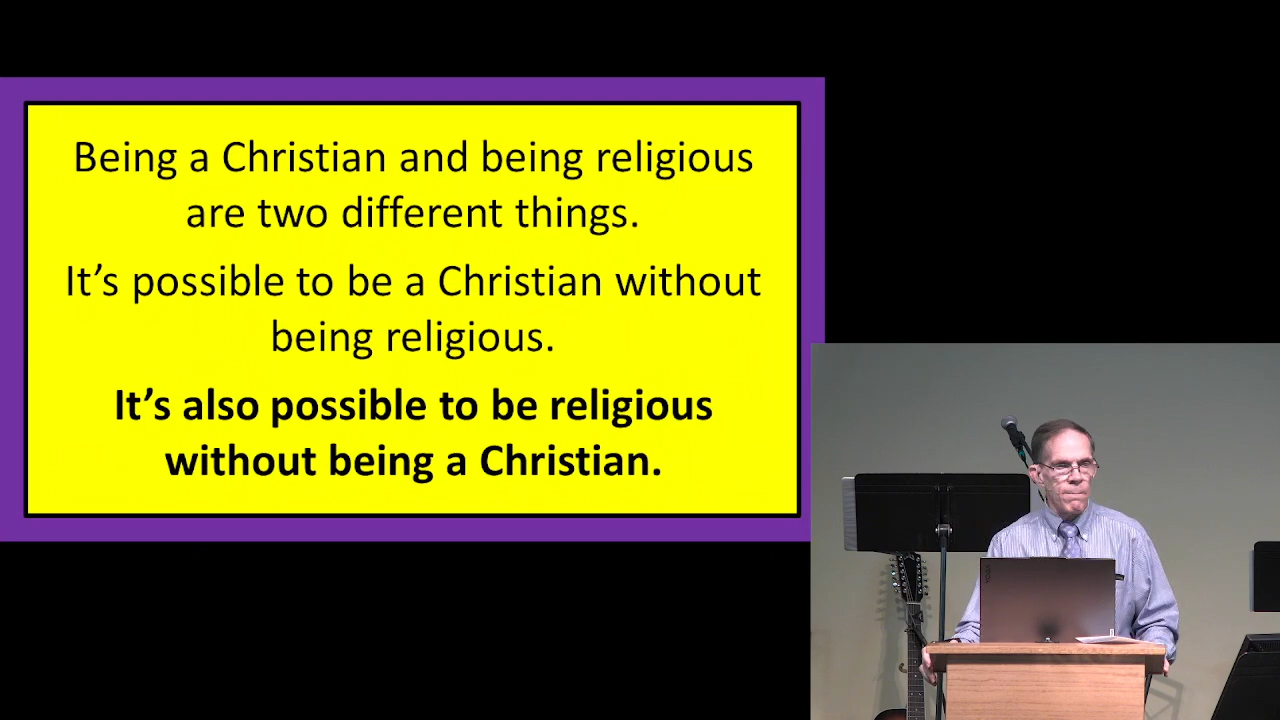 Being a Christian and being religious
are two different things.
It’s possible to be a Christian without
being religious.
It’s also possible to be religious
without being a Christian.